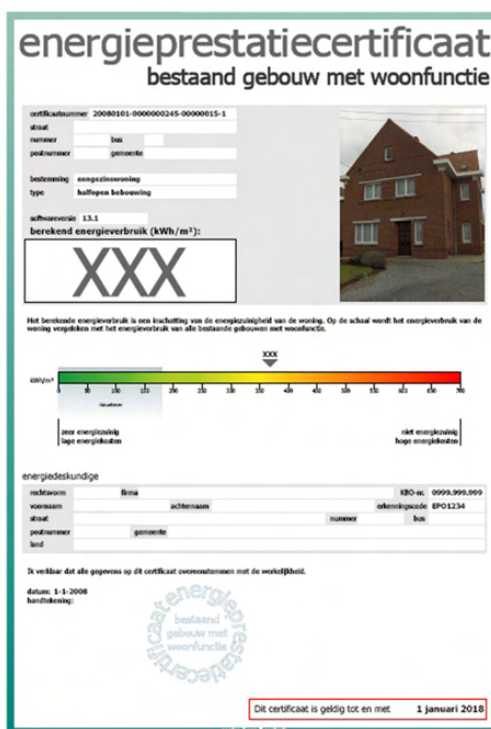 energieprestatiecertificaat
bestaand gebouw met woonfunctie
certificaatnummer 20080101-0000000245-00000015-1
straat
nummer bus
postnummer gemeente
bestemming eengezinswoning
type halfopen bebouwing
softwareversie 13.1
berekend energieverbruik (kWh/m²):
XXX
Het berekende energieverbruik is een inschatting van de energiezuinigheid van de woning. Op de schaal wordt het energieverbruik van de
woning vergeleken met het energieverbruik van alle bestaande gebouwen met woonfunctie.
XXX
kWh/m²
0 50 100 150 200 250 300 350 400 450 500 550 600 650 700
zeer energiezuinig niet energiezuinig
lage energiekosten hoge energiekosten
energiedeskundige
rechtsvorm firma KBO-nr. 0999.999.999
voornaam achternaam erkenningscode EP01234
straat nummer bus
postnummer gemeente
land
Ik verklaar dat alle gegevens op dit certificaat overeenstemmen met de werkelijkheid.
datum: 1-1-2008
handtekening:
energieprestatiecertificaat
bestaand
gebouw met
woonfunctie
Dit certificaat is geldig tot en met 1 januari 2018